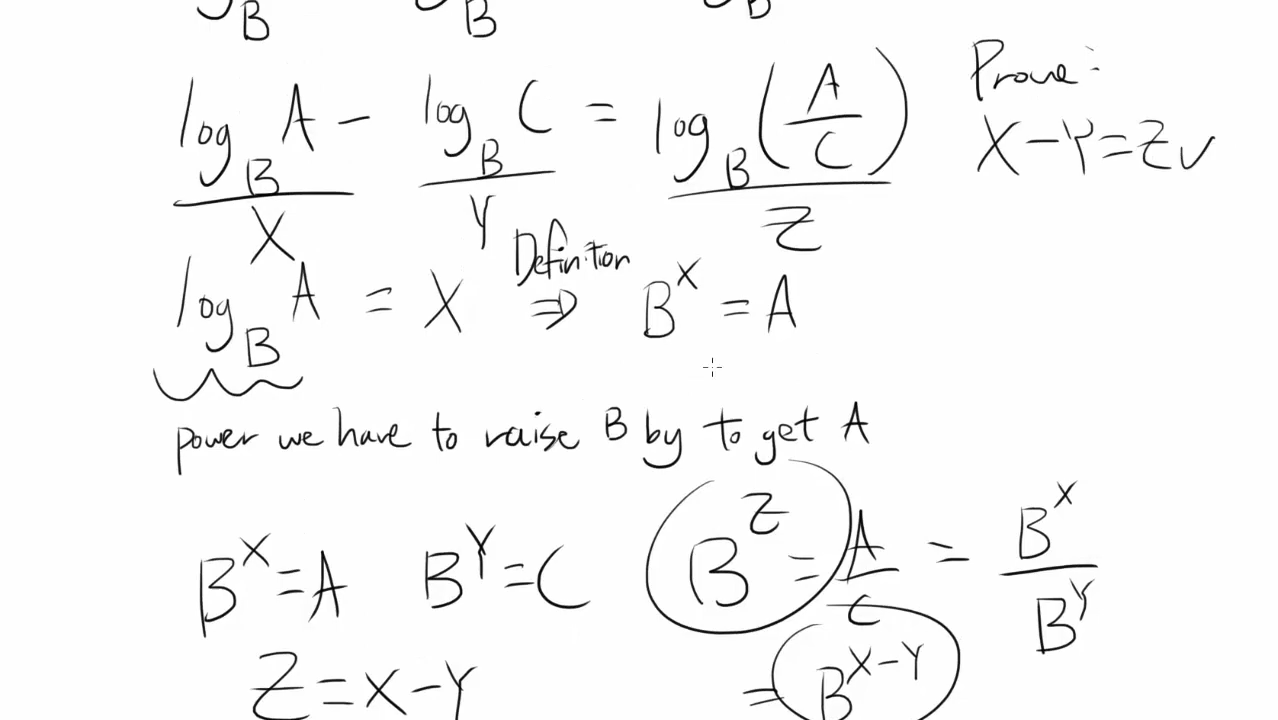 log_B A - log_B C = log_B (A/C) Prove:
X Y Z X-Y=Z✓
log_B A = X Definition ⇒ B^X = A
power we have to raise B by to get A
B^X=A B^Y=C B^Z = A/C = B^X/B^Y
Z=X-Y = B^(X-Y)